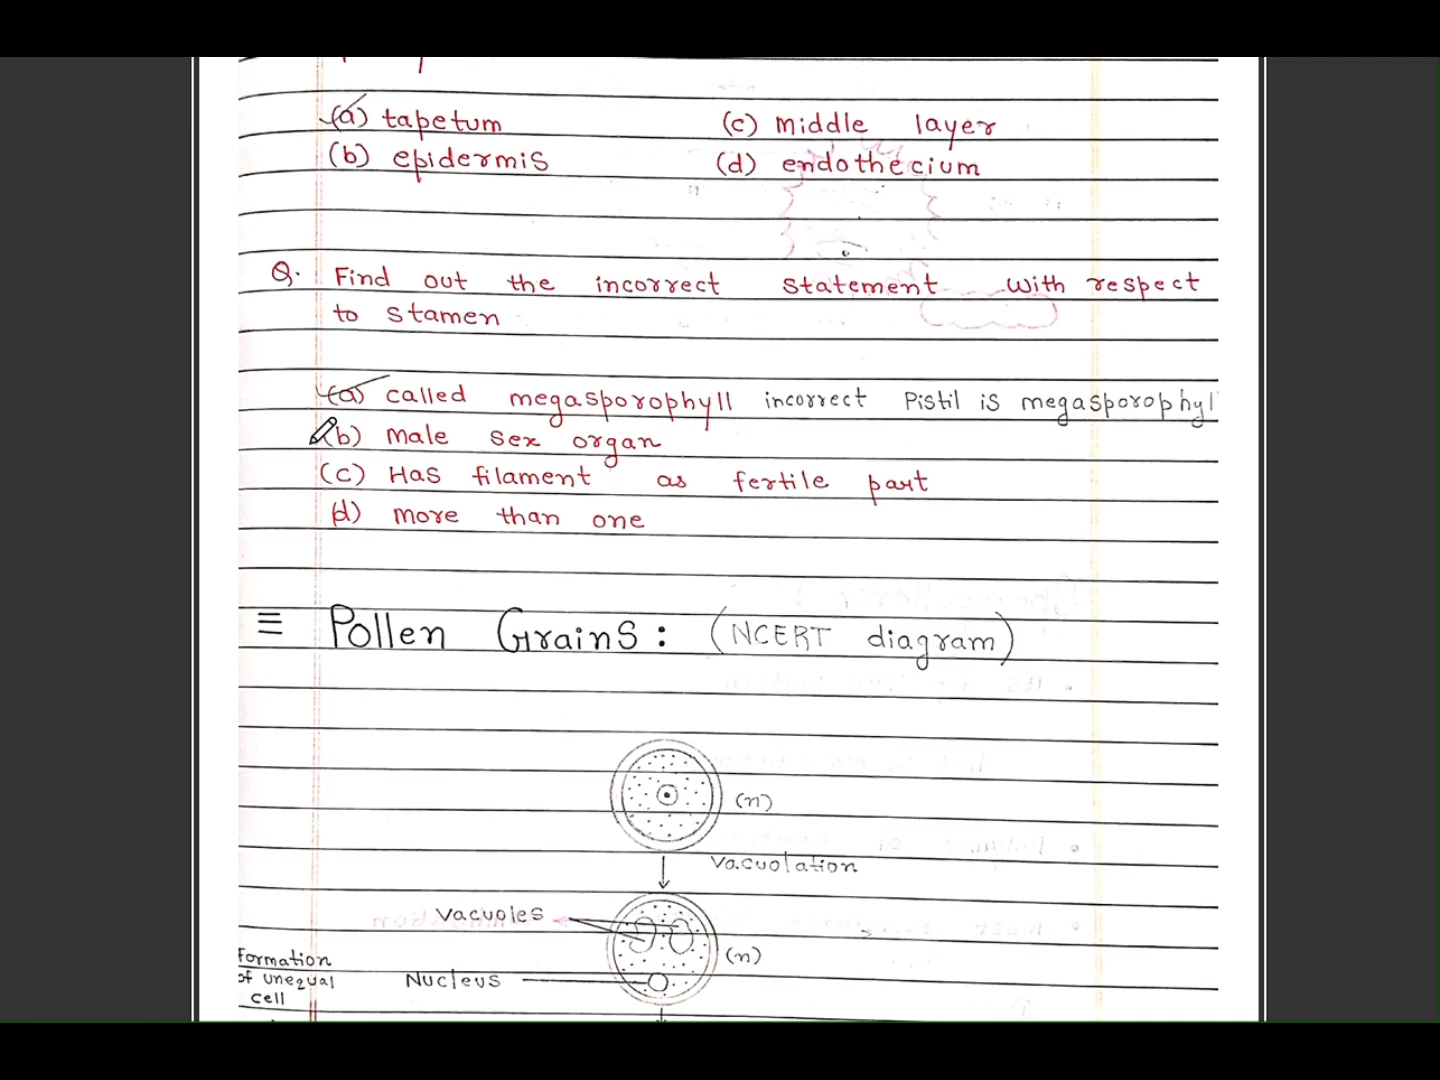 (a) tapetum (c) middle layer
(b) epidermis (d) endothecium
Q. Find out the incorrect statement with respect
to stamen
(a) called megasporophyll incorrect Pistil is megasporophyl
(b) male sex organ
(c) Has filament as fertile part
(d) more than one
Pollen Grains : (NCERT diagram)
(n)
Vacuolation
Vacuoles
(n)
Formation
of unequal
cell
Nucleus